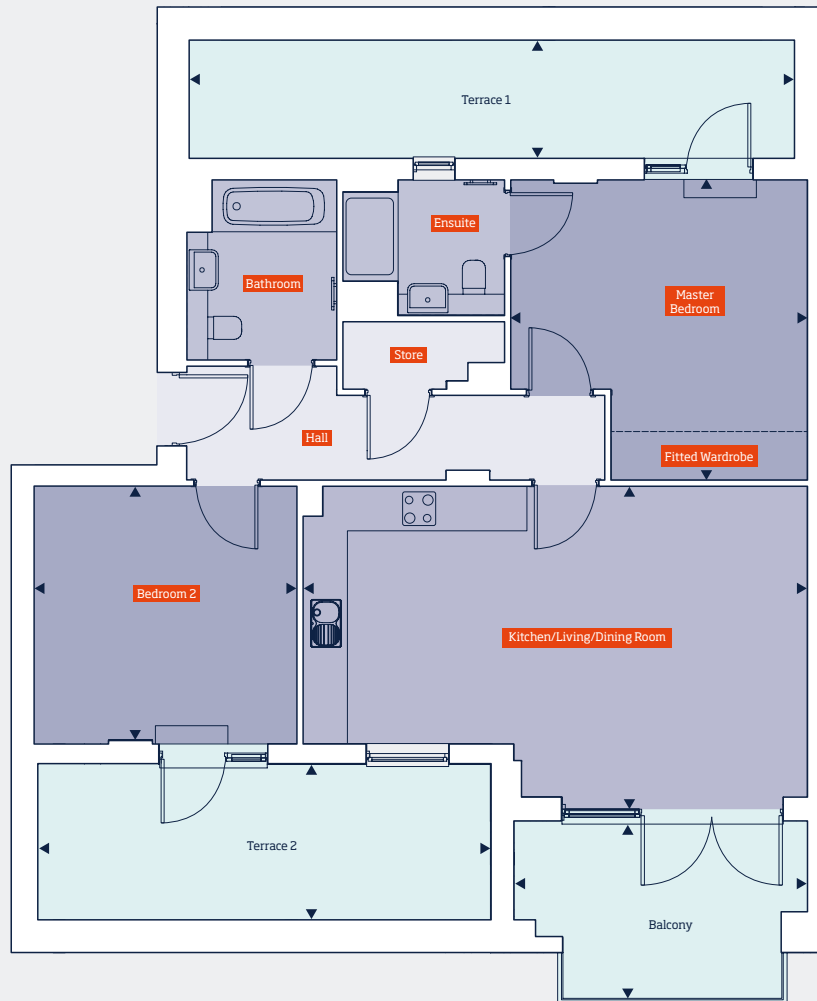 Terrace 1
Ensuite
Bathroom
Master
Bedroom
Store
Hall
Fitted Wardrobe
Bedroom 2
Kitchen/Living/Dining Room
Terrace 2
Balcony